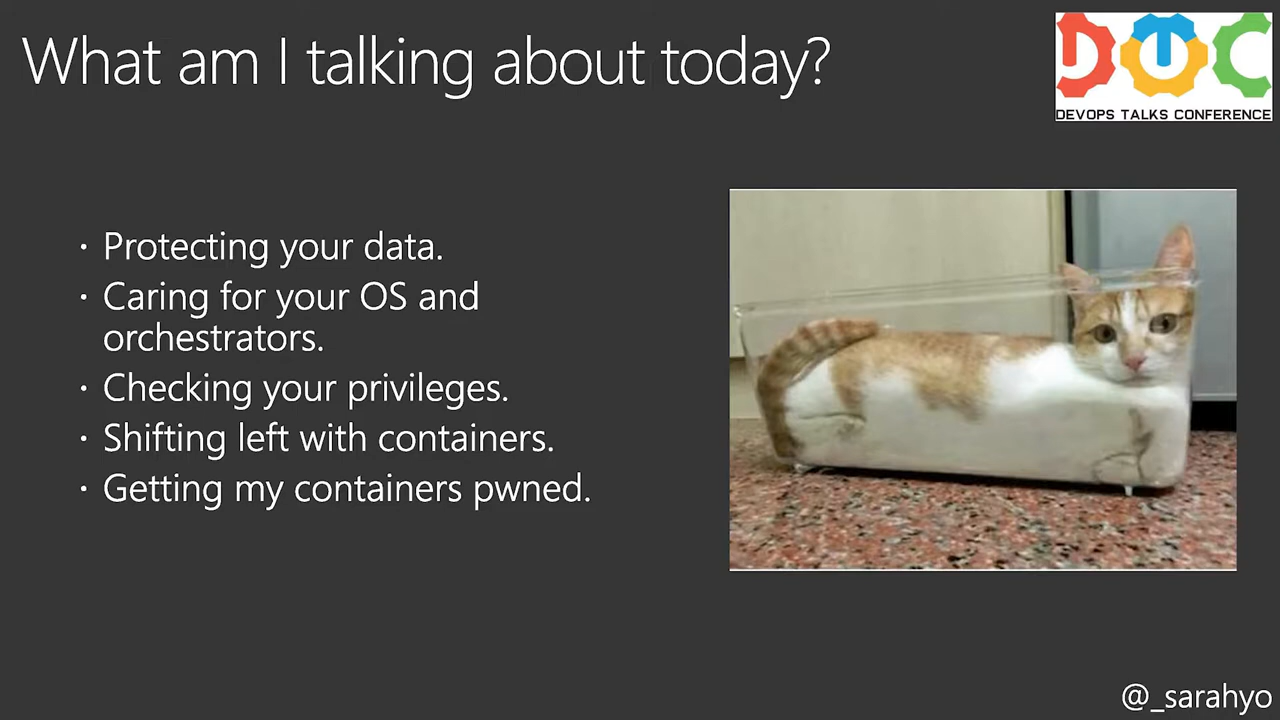 What am I talking about today?
DTC
DEVOPS TALKS CONFERENCE
· Protecting your data.
· Caring for your OS and
orchestrators.
· Checking your privileges.
· Shifting left with containers.
· Getting my containers pwned.
@_sarahyo